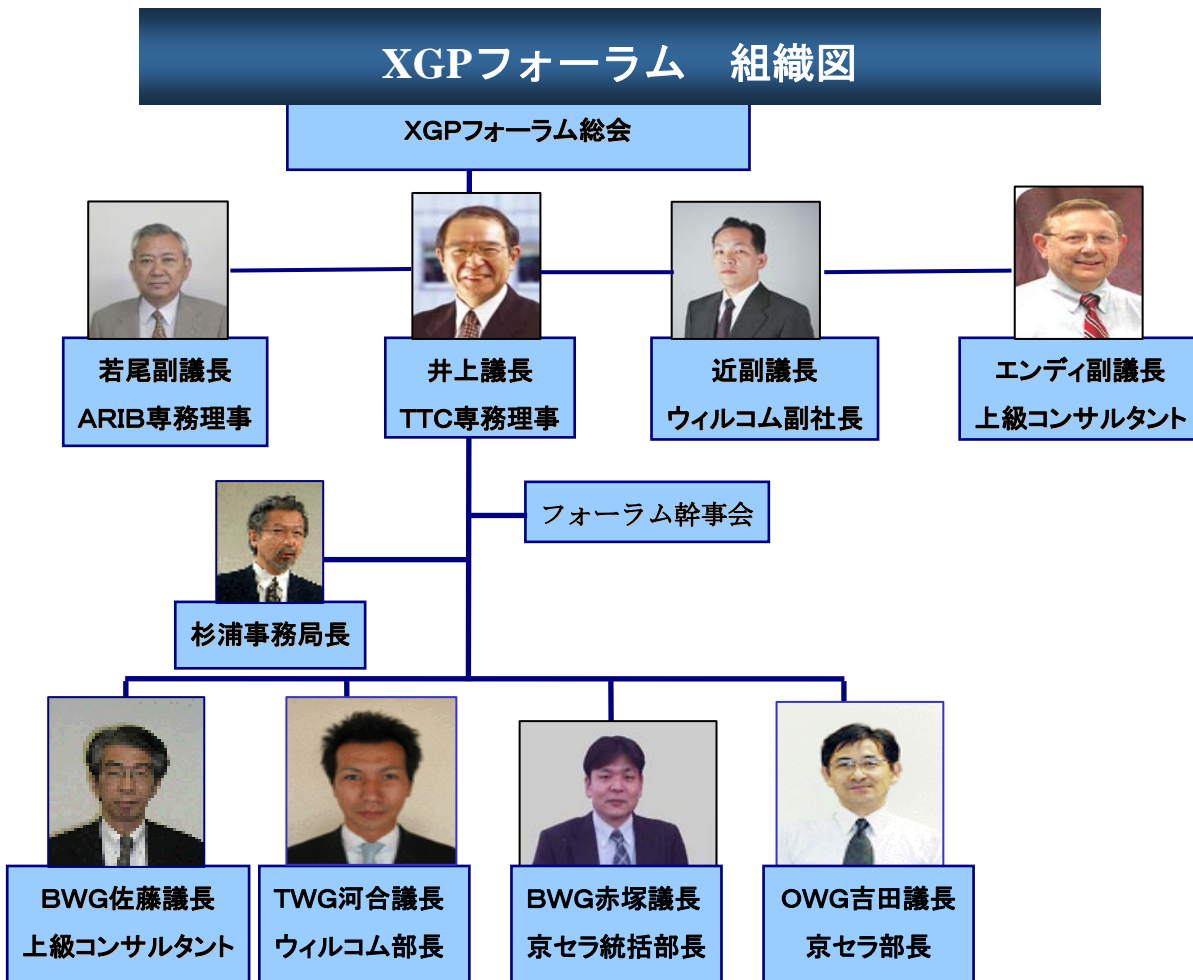 XGPフォーラム　組織図
XGPフォーラム総会
若尾副議長
ARIB専務理事
井上議長
TTC専務理事
近副議長
ウィルコム副社長
エンディ副議長
上級コンサルタント
フォーラム幹事会
杉浦事務局長
BWG佐藤議長
上級コンサルタント
TWG河合議長
ウィルコム部長
BWG赤塚議長
京セラ統括部長
OWG吉田議長
京セラ部長